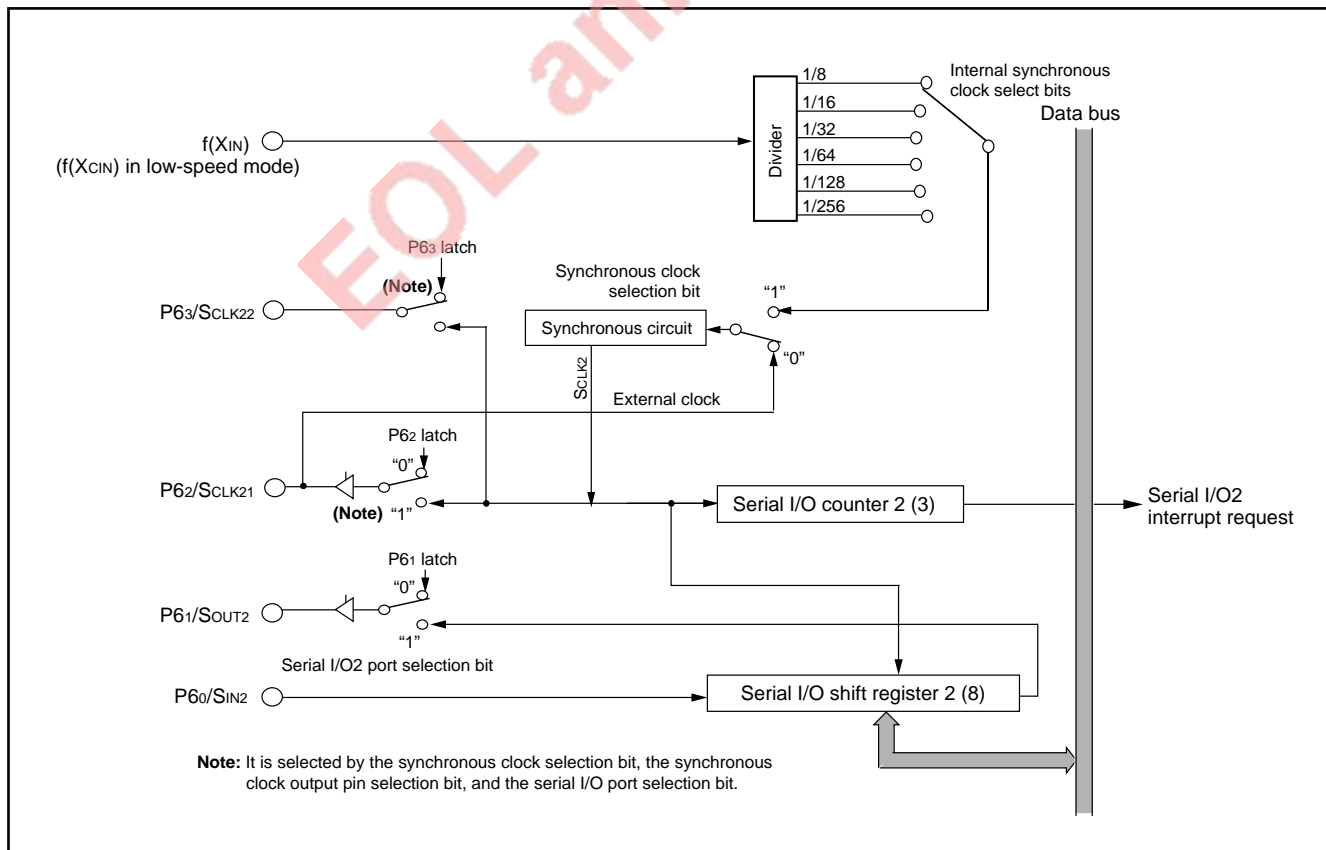 EOL an
1/8
1/16
1/32
1/64
1/128
1/256
Divider
Internal synchronous
clock select bits
Data bus
f(XIN)
(f(XCIN) in low-speed mode)
P63 latch
(Note)
P63/SCLK22
Synchronous clock
selection bit
"1"
Synchronous circuit
"0"
SCLK2
External clock
P62 latch
"0"
P62/SCLK21
(Note) "1"
Serial I/O counter 2 (3)
Serial I/O2
interrupt request
P61 latch
"0"
P61/SOUT2
"1"
Serial I/O2 port selection bit
P60/SIN2
Serial I/O shift register 2 (8)
Note: It is selected by the synchronous clock selection bit, the synchronous
clock output pin selection bit, and the serial I/O port selection bit.